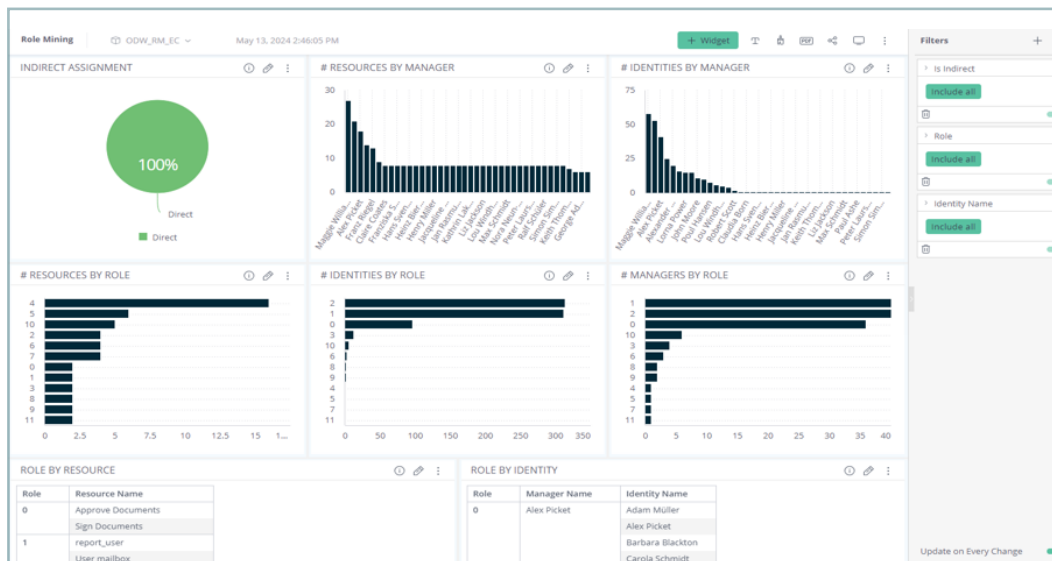 Role Mining
ODW_RM_EC
May 13, 2024 2:46:05 PM
+ Widget
PDF
Filters
+
INDIRECT ASSIGNMENT
100%
Direct
Direct
# RESOURCES BY MANAGER
30
20
10
0
Maggie Willia...
Alex Picket
Franz Riegel
Claire Coates
Franziska S...
Hans Sven...
Heinz Bier...
Henry Miller
Jacqueline ...
Jan Rasmu...
Kathrin Lak...
Liz Jackson
Lou Windh...
Max Schmidt
Nora Neun...
Peter Laurs...
Ralf Schuler
Simon Sim...
Keith Thom...
George Ad...
# IDENTITIES BY MANAGER
75
50
25
0
Maggie Willia...
Alex Picket
Alexander ...
Lorna Power
John Moore
Poul Hansen
Lou Windh...
Robert Scott
Claudia Born
Hans Sven...
Heinz Bier...
Henry Miller
Jacqueline ...
Jan Rasmu...
Keith Thom...
Liz Jackson
Max Schmidt
Paul Ashe
Peter Laurs...
Simon Sim...
Is Indirect
Include all
Role
Include all
Identity Name
Include all
# RESOURCES BY ROLE
4
5
10
2
6
7
0
1
3
8
9
11
0 2.5 5 7.5 10 12.5 15 1...
# IDENTITIES BY ROLE
2
1
0
3
10
6
8
9
4
5
7
11
0 50 100 150 200 250 300 350
# MANAGERS BY ROLE
1
2
0
10
3
6
8
9
4
5
7
11
0 5 10 15 20 25 30 35 40
ROLE BY RESOURCE
Role Resource Name
0 Approve Documents
Sign Documents
1 report_user
User mailbox
ROLE BY IDENTITY
Role Manager Name Identity Name
0 Alex Picket Adam Müller
Alex Picket
Barbara Blackton
Carola Schmidt
Update on Every Change